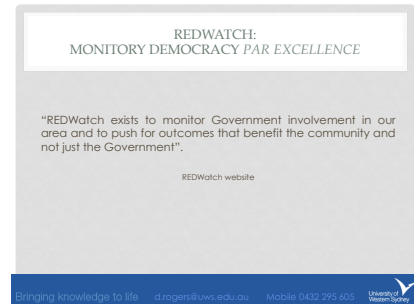 REDWATCH:
MONITORY DEMOCRACY PAR EXCELLENCE
“REDWatch exists to monitor Government involvement in our
area and to push for outcomes that benefit the community and
not just the Government”.
REDWatch website
Bringing knowledge to life d.rogers@uws.edu.au Mobile 0432 295 605
University of
Western Sydney